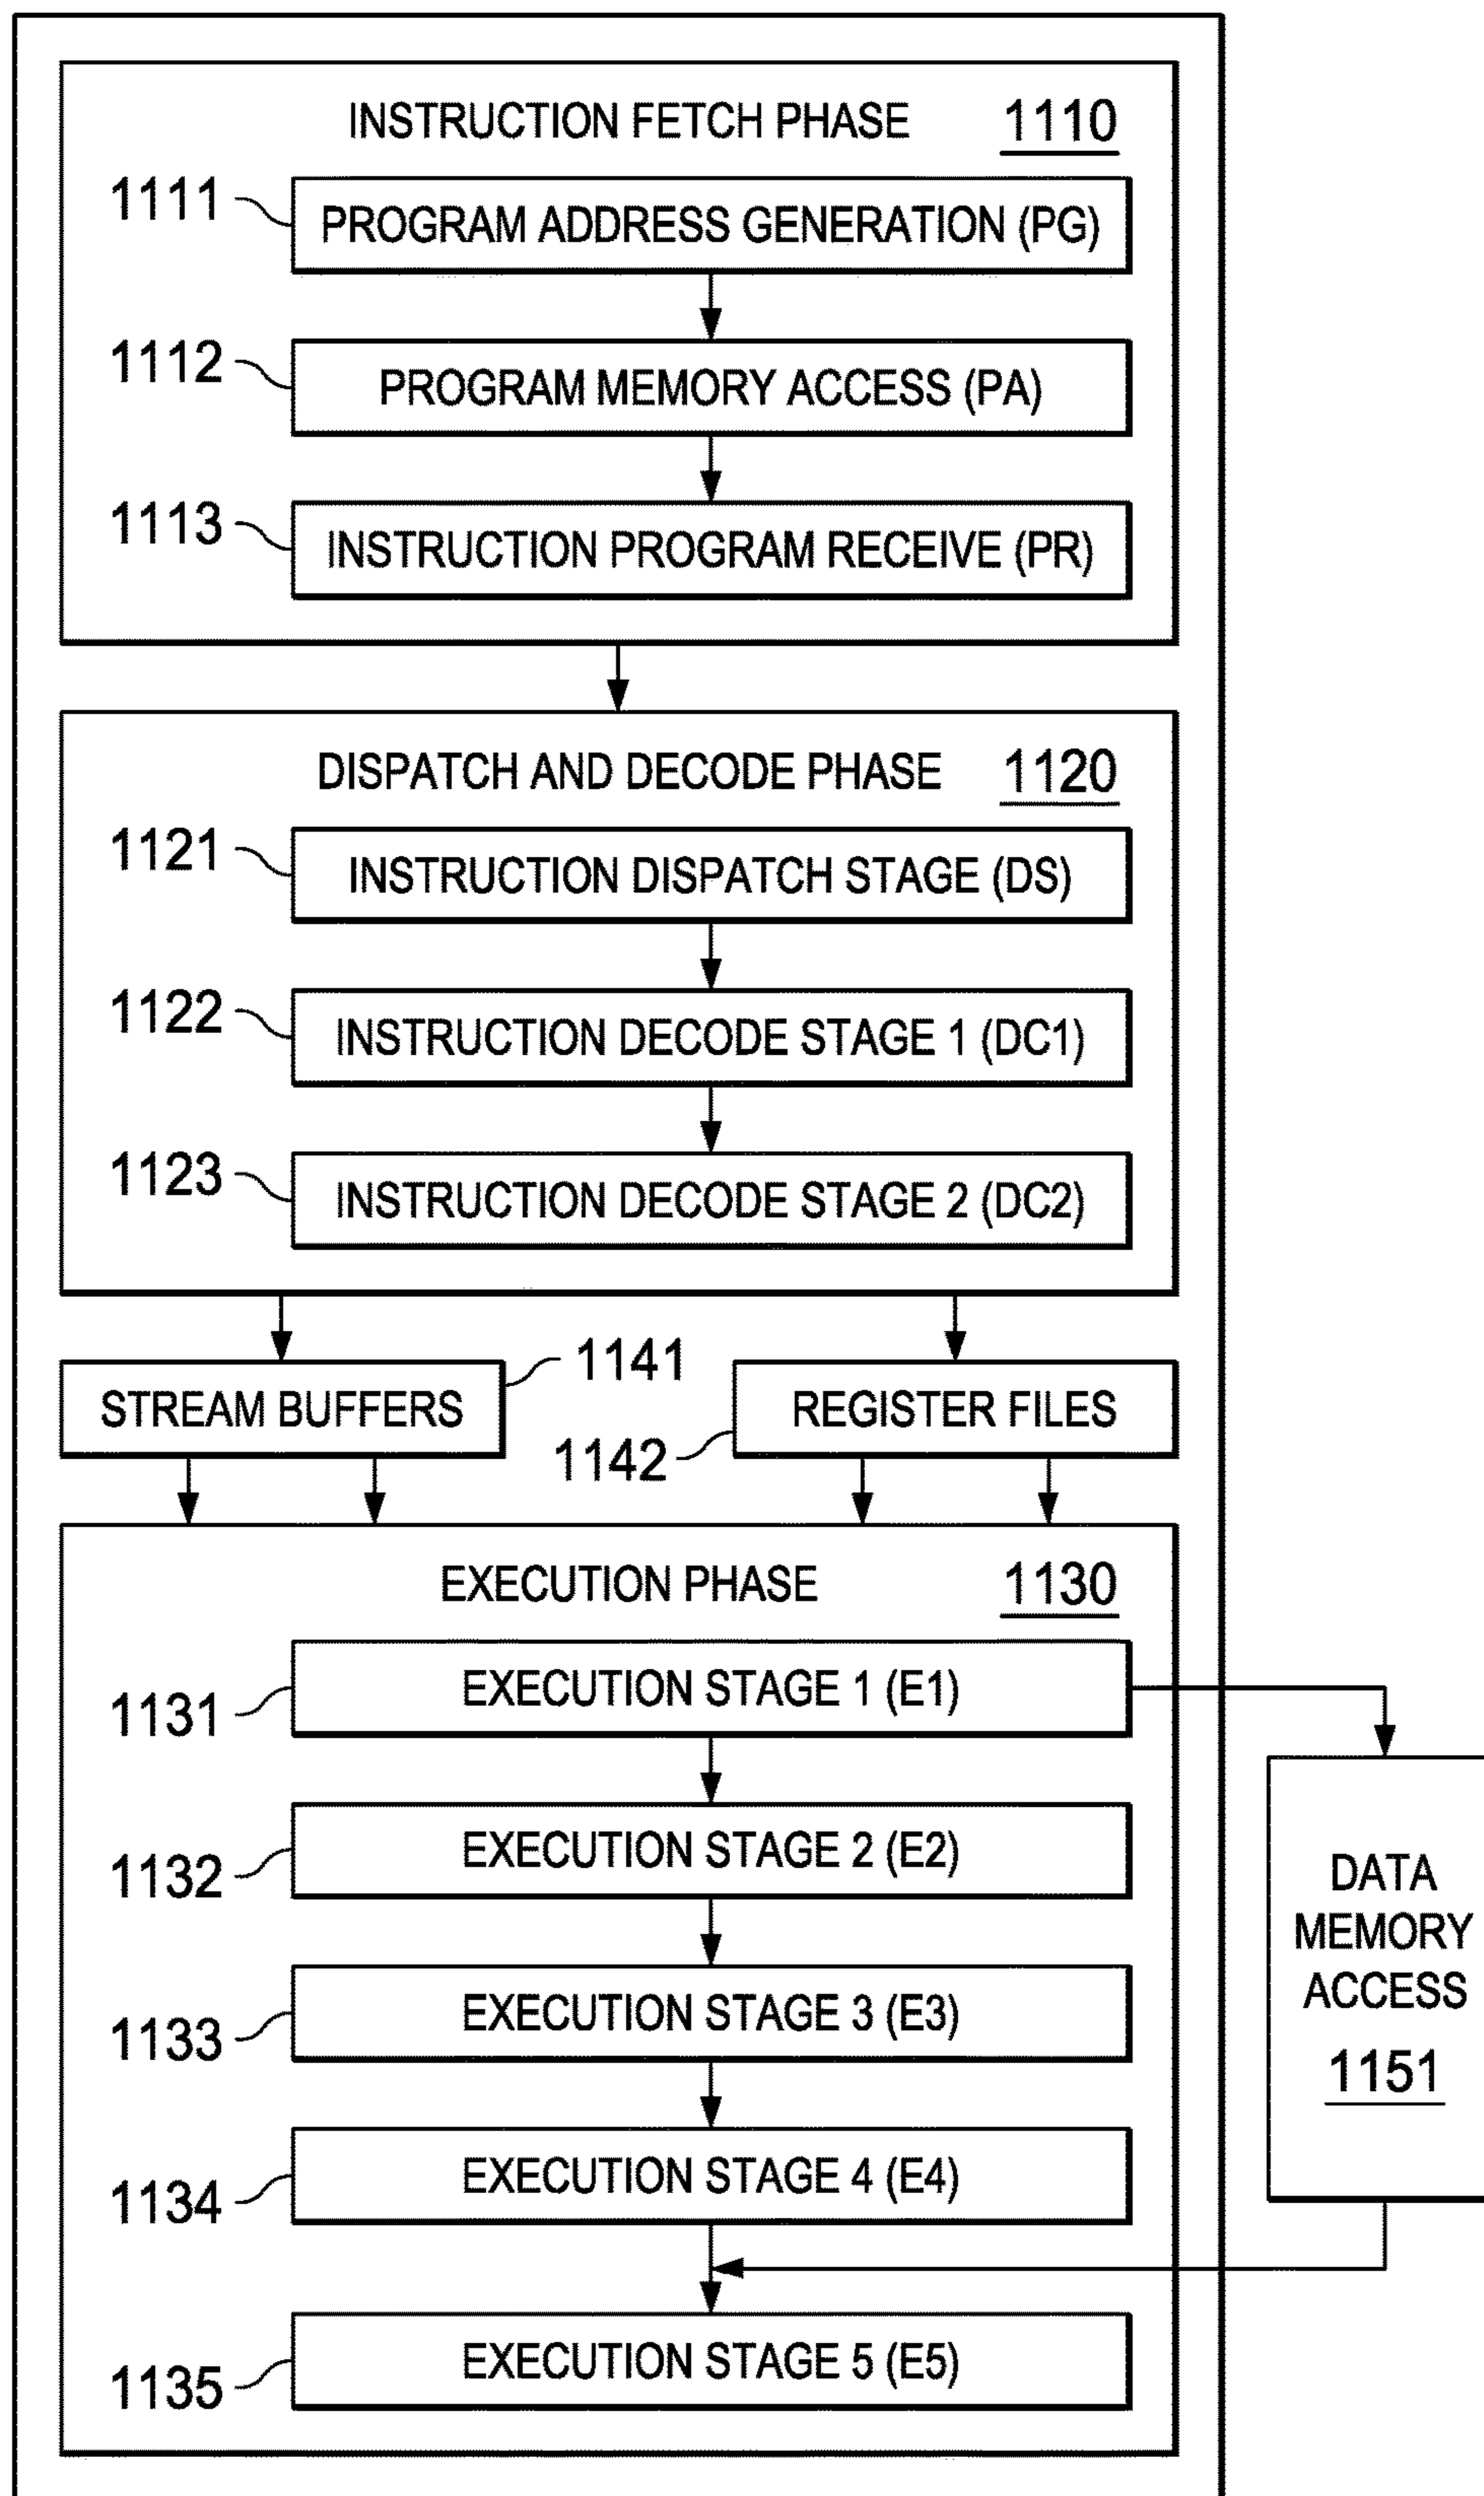 INSTRUCTION FETCH PHASE 1110
1111 PROGRAM ADDRESS GENERATION (PG)
1112 PROGRAM MEMORY ACCESS (PA)
1113 INSTRUCTION PROGRAM RECEIVE (PR)
DISPATCH AND DECODE PHASE 1120
1121 INSTRUCTION DISPATCH STAGE (DS)
1122 INSTRUCTION DECODE STAGE 1 (DC1)
1123 INSTRUCTION DECODE STAGE 2 (DC2)
STREAM BUFFERS 1141
1142 REGISTER FILES
EXECUTION PHASE 1130
1131 EXECUTION STAGE 1 (E1)
1132 EXECUTION STAGE 2 (E2)
1133 EXECUTION STAGE 3 (E3)
1134 EXECUTION STAGE 4 (E4)
1135 EXECUTION STAGE 5 (E5)
DATA
MEMORY
ACCESS
1151